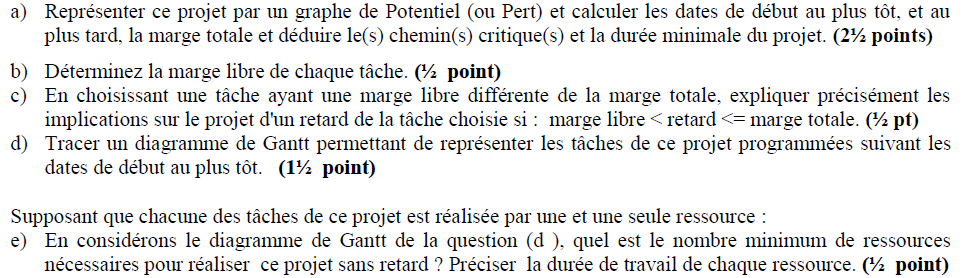 a) Représenter ce projet par un graphe de Potentiel (ou Pert) et calculer les dates de début au plus tôt, et au
plus tard, la marge totale et déduire le(s) chemin(s) critique(s) et la durée minimale du projet. (2½ points)
b) Déterminez la marge libre de chaque tâche. (½ point)
c) En choisissant une tâche ayant une marge libre différente de la marge totale, expliquer précisément les
implications sur le projet d'un retard de la tâche choisie si : marge libre < retard <= marge totale. (½ pt)
d) Tracer un diagramme de Gantt permettant de représenter les tâches de ce projet programmées suivant les
dates de début au plus tôt. (1½ point)
Supposant que chacune des tâches de ce projet est réalisée par une et une seule ressource :
e) En considérons le diagramme de Gantt de la question (d ), quel est le nombre minimum de ressources
nécessaires pour réaliser ce projet sans retard ? Préciser la durée de travail de chaque ressource. (½ point)